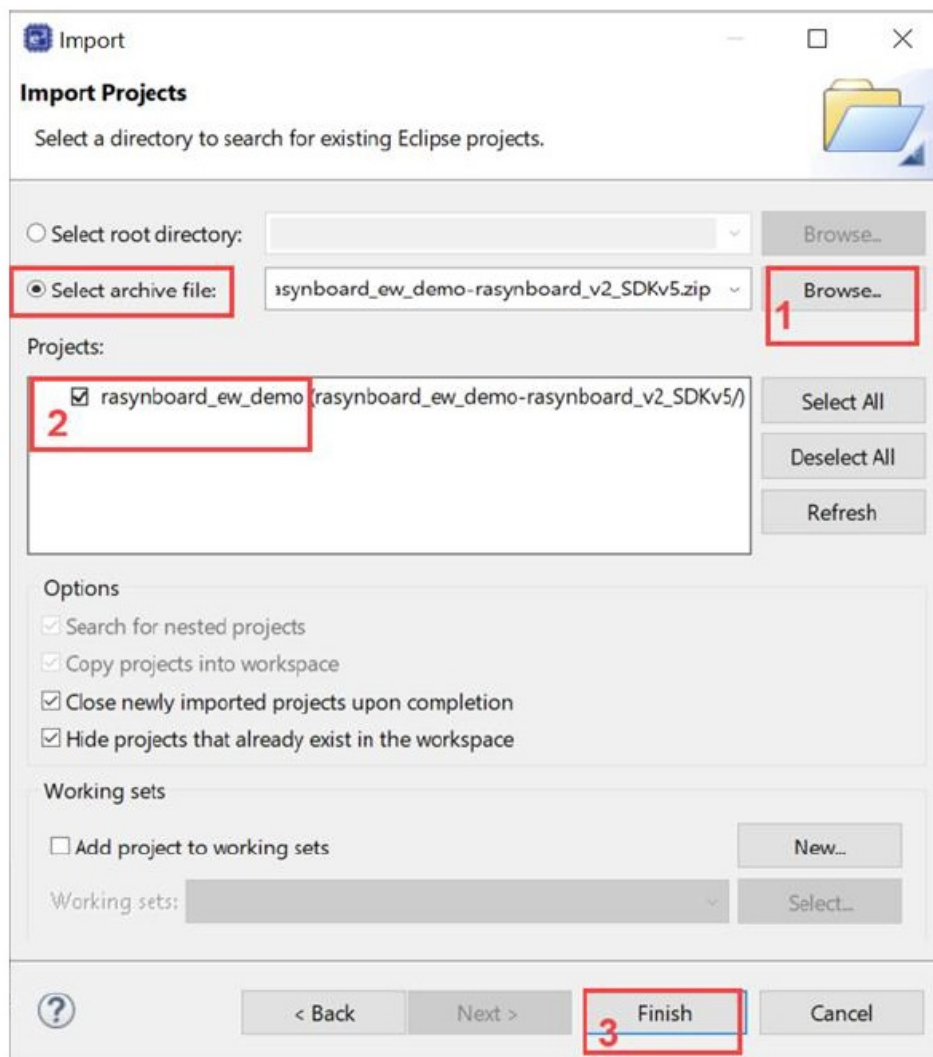 Import
Import Projects
Select a directory to search for existing Eclipse projects.
Select root directory:
Browse...
Select archive file:
asynboard_ew_demo-rasynboard_v2_SDKv5.zip
Browse...
1
Projects:
rasynboard_ew_demo (rasynboard_ew_demo-rasynboard_v2_SDKv5/)
2
Select All
Deselect All
Refresh
Options
Search for nested projects
Copy projects into workspace
Close newly imported projects upon completion
Hide projects that already exist in the workspace
Working sets
Add project to working sets
New...
Working sets:
Select...
?
< Back
Next >
Finish
3
Cancel